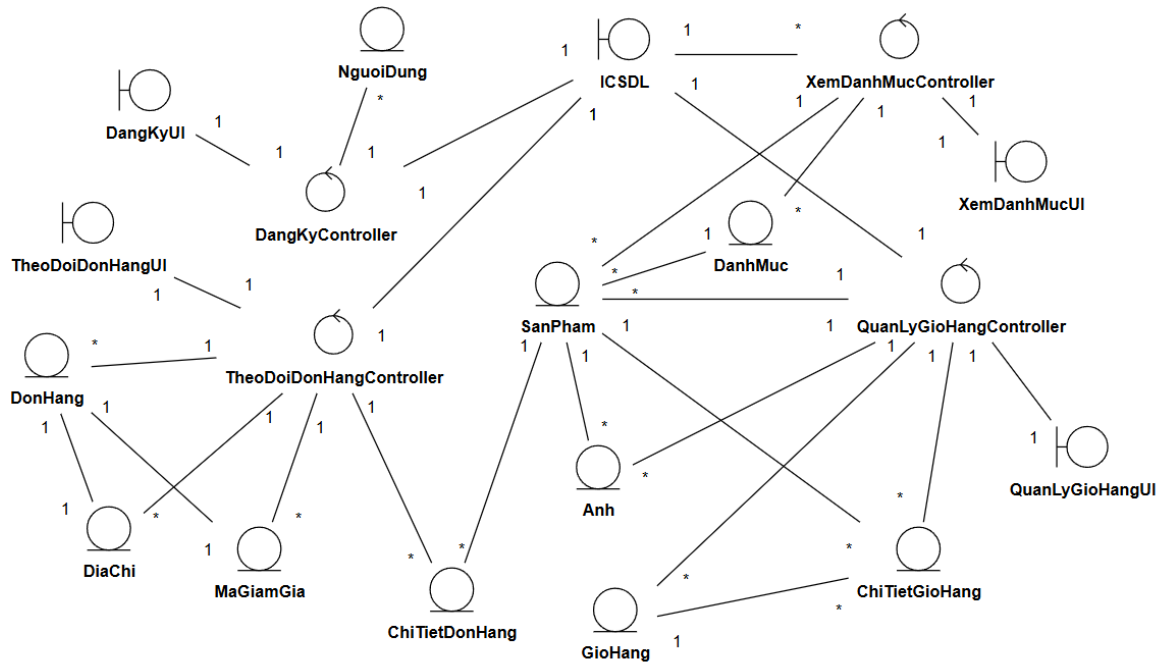 1
*
1
NguoiDung
ICSDL
XemDanhMucController
*
1
1
1
1
DangKyUI
1
1
1
1
1
1
1
DangKyController
XemDanhMucUI
*
1
1
TheoDoiDonHangUI
*
DanhMuc
1
1
*
1
*
SanPham
QuanLyGioHangController
1
1
1
*
1
1
1
1
1
1
TheoDoiDonHangController
DonHang
1
1
1
1
1
*
1
*
Anh
QuanLyGioHangUI
*
1
*
*
1
*
*
*
DiaChi
MaGiamGia
*
ChiTietGioHang
ChiTietDonHang
*
1
GioHang